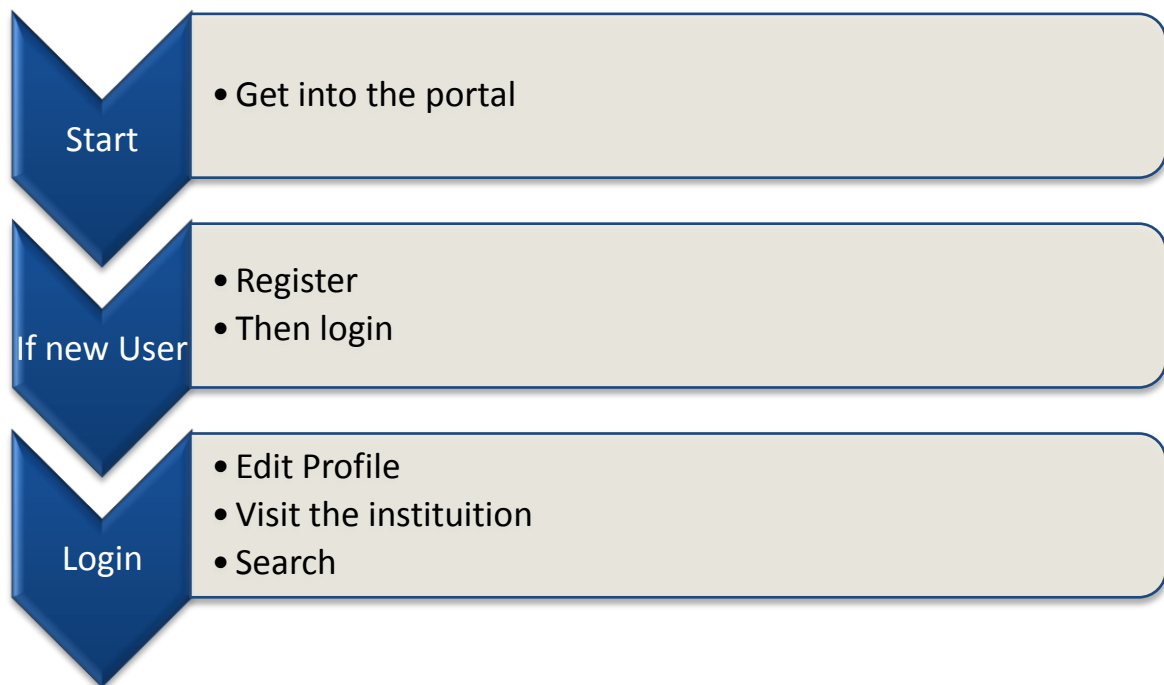 Start
• Get into the portal
If new User
• Register
• Then login
Login
• Edit Profile
• Visit the instituition
• Search